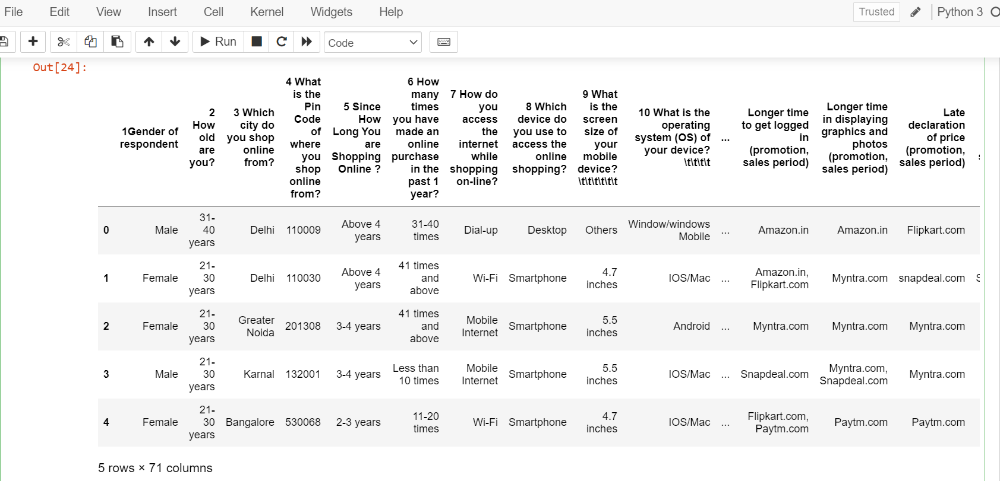 File Edit View Insert Cell Kernel Widgets Help Trusted Python 3
Run Code
Out[24]:
1Gender of
respondent
2
How
old
are
you?
3 Which
city do
you shop
online
from?
4 What
is the
Pin
Code
of
where
you
shop
online
from?
5 Since
How
Long You
are
Shopping
Online ?
6 How
many
times
you have
made an
online
purchase
in the
past 1
year?
7 How do
you
access
the
internet
while
shopping
on-line?
8 Which
device do
you use to
access the
online
shopping?
9 What
is the
screen
size of
your
mobile
device?
\t\t\t\t\t\t
10 What is the
operating
system (OS) of
your device?
\t\t\t\t
...
Longer time
to get logged
in
(promotion,
sales period)
Longer time
in displaying
graphics and
photos
(promotion,
sales period)
Late
declaration
of price
(promotion,
sales period)
0
Male
31-
40
years
Delhi
110009
Above 4
years
31-40
times
Dial-up
Desktop
Others
Window/windows
Mobile
...
Amazon.in
Amazon.in
Flipkart.com
1
Female
21-
30
years
Delhi
110030
Above 4
years
41 times
and
above
Wi-Fi
Smartphone
4.7
inches
IOS/Mac
...
Amazon.in,
Flipkart.com
Myntra.com
snapdeal.com
2
Female
21-
30
years
Greater
Noida
201308
3-4 years
41 times
and
above
Mobile
Internet
Smartphone
5.5
inches
Android
...
Myntra.com
Myntra.com
Myntra.com
3
Male
21-
30
years
Karnal
132001
3-4 years
Less than
10 times
Mobile
Internet
Smartphone
5.5
inches
IOS/Mac
...
Snapdeal.com
Myntra.com,
Snapdeal.com
Myntra.com
4
Female
21-
30
years
Bangalore
530068
2-3 years
11-20
times
Wi-Fi
Smartphone
4.7
inches
IOS/Mac
...
Flipkart.com,
Paytm.com
Paytm.com
Paytm.com
5 rows × 71 columns